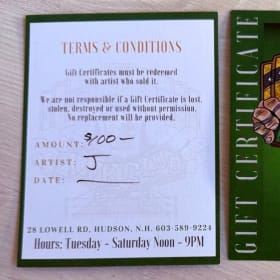 TERMS & CONDITIONS
Gift Certificates must be redeemed
with artist who sold it.
We are not responsible if a Gift Certificate is lost,
stolen, destroyed or used without permission.
No replacement will be provided.
AMOUNT:
ARTIST: J
DATE:
28 LOWELL RD, HUDSON, N.H. 603-589-9224
Hours; Tuesday - Saturday Noon - 9PM
GIFT CERTIFICATE